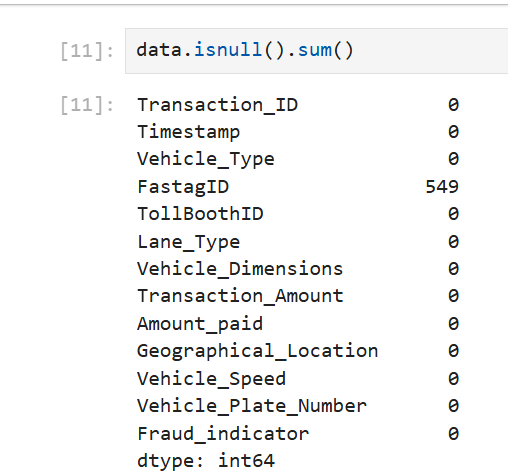 [11]: data.isnull().sum()
[11]: Transaction_ID 0
Timestamp 0
Vehicle_Type 0
FastagID 549
TollBoothID 0
Lane_Type 0
Vehicle_Dimensions 0
Transaction_Amount 0
Amount_paid 0
Geographical_Location 0
Vehicle_Speed 0
Vehicle_Plate_Number 0
Fraud_indicator 0
dtype: int64